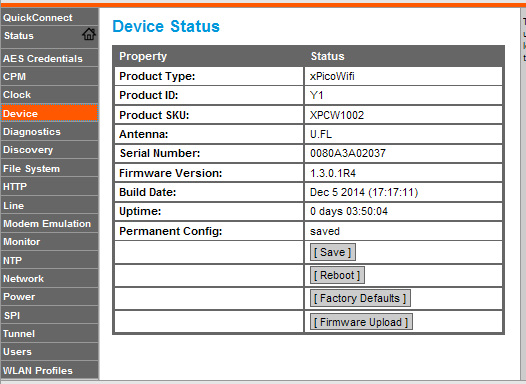 QuickConnect
Status
AES Credentials
CPM
Clock
Device
Diagnostics
Discovery
File System
HTTP
Line
Modem Emulation
Monitor
NTP
Network
Power
SPI
Tunnel
Users
WLAN Profiles
Device Status
Property Status
Product Type: xPicoWifi
Product ID: Y1
Product SKU: XPCW1002
Antenna: U.FL
Serial Number: 0080A3A02037
Firmware Version: 1.3.0.1R4
Build Date: Dec 5 2014 (17:17:11)
Uptime: 0 days 03:50:04
Permanent Config: saved
[ Save ]
[ Reboot ]
[ Factory Defaults ]
[ Firmware Upload ]